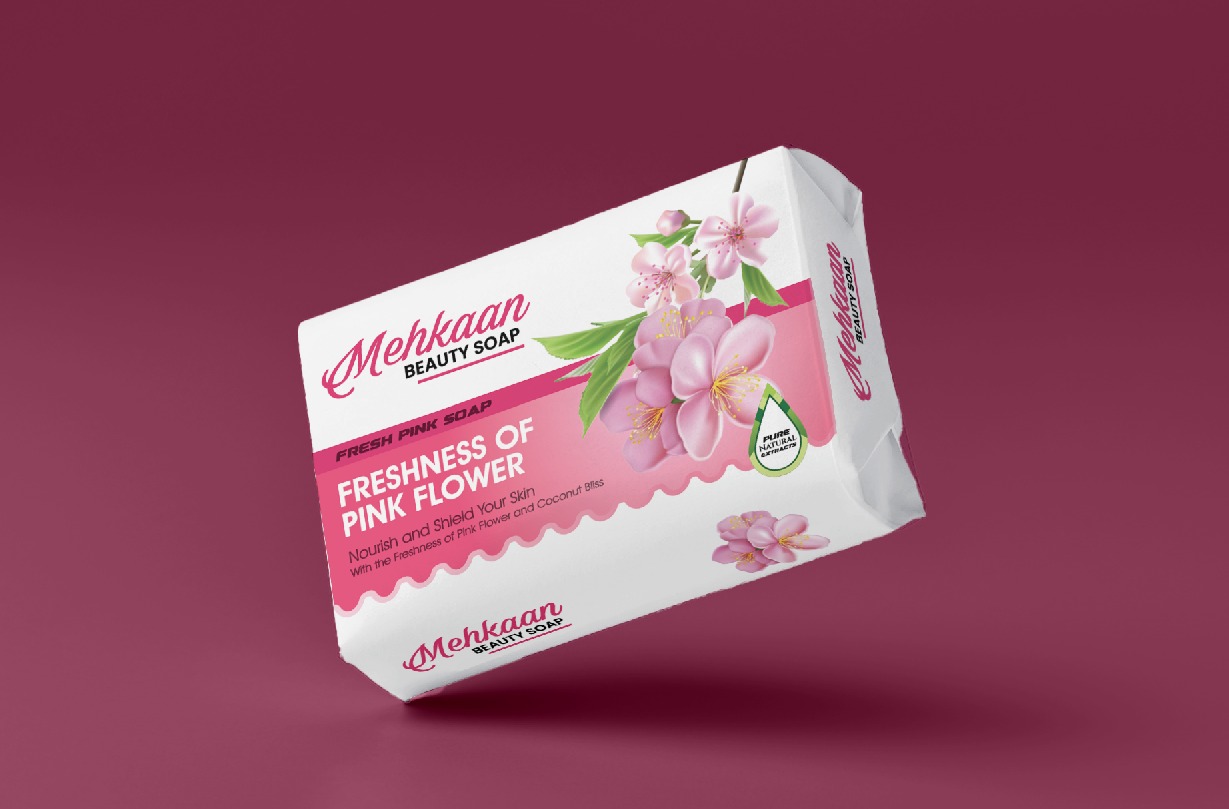 Mehkaan
BEAUTY SOAP
FRESH PINK SOAP
FRESHNESS OF
PINK FLOWER
Nourish and Shield Your Skin
With the Freshness of Pink Flower and Coconut Bliss
PURE
NATURAL
EXTRACTS
Mehkaan
BEAUTY SOAP
Mehkaan
BEAUTY SOAP